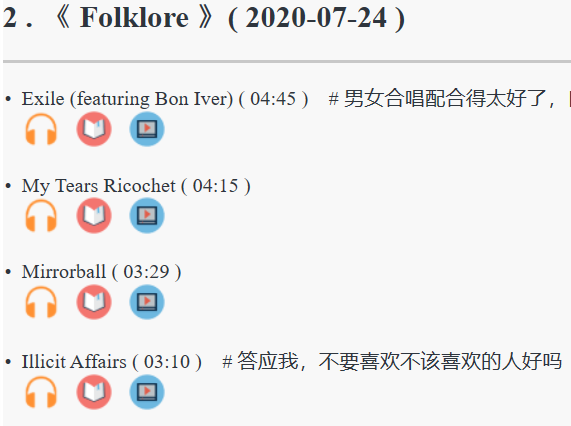 2 . 《 Folklore 》 ( 2020-07-24 )
• Exile (featuring Bon Iver) ( 04:45 ) # 男女合唱配合得太好了，
• My Tears Ricochet ( 04:15 )
• Mirrorball ( 03:29 )
• Illicit Affairs ( 03:10 ) # 答应我，不要喜欢不该喜欢的人好吗